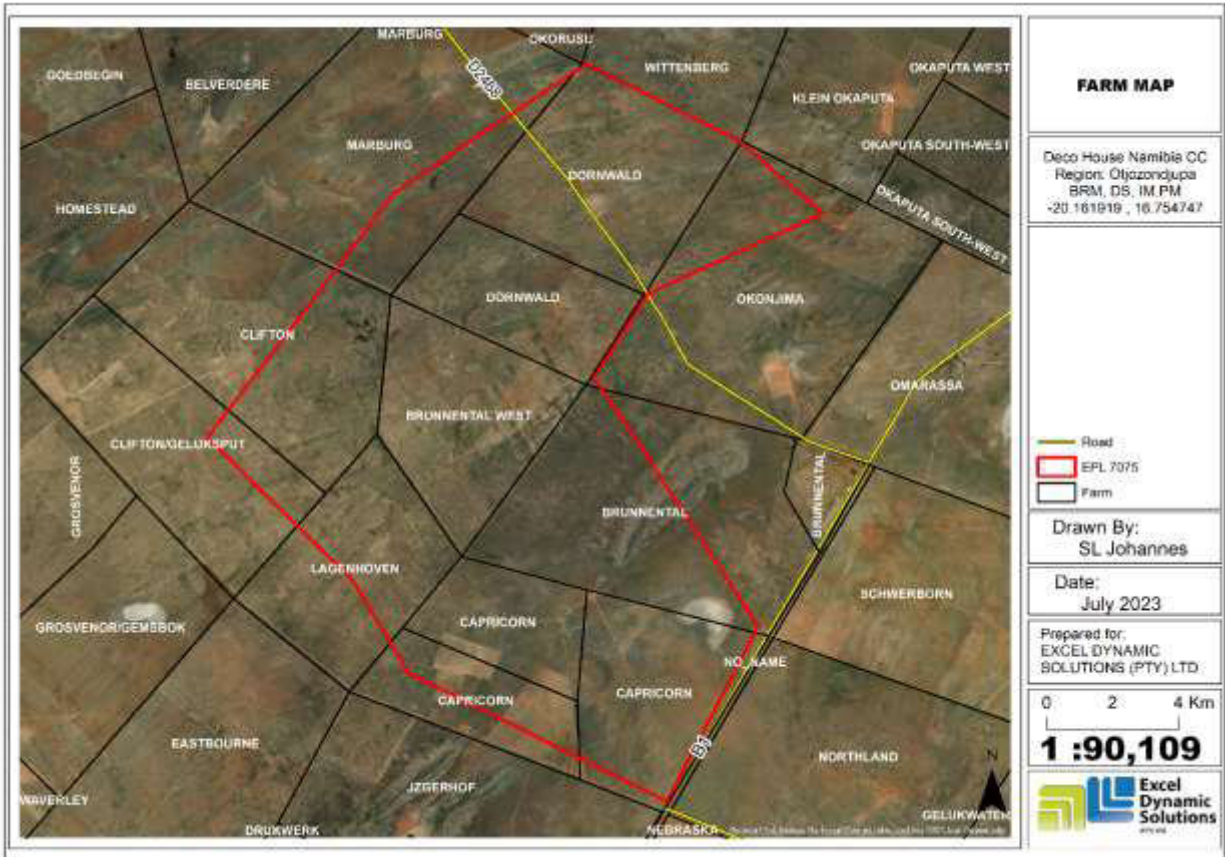 MARBURG
OKORUSU
GOEDBEGIN
BELVERDERE
D2488
WITTENBERG
OKAPUTA WEST
KLEIN OKAPUTA
MARBURG
OKAPUTA SOUTH-WEST
DORNWALD
HOMESTEAD
OKAPUTA SOUTH-WEST
DORNWALD
OKONJIMA
CLIFTON
OMARASSA
BRUNNENTAL WEST
CLIFTON/GELUKSPUT
GROSVENOR
BRUNNENTAL
BRUNNENTAL
LAGENHOVEN
SCHWERBORN
GROSVENOR/GEMSBOK
CAPRICORN
NO_NAME
CAPRICORN
CAPRICORN
EASTBOURNE
B1
NORTHLAND
N
WAVERLEY
JZGERHOF
GELUKWATER
DRUKWERK
NEBRASKA
FARM MAP
Deco House Namibia CC
Region: Otjozondjupa
BRM, DS, IM,PM
-20.161919 , 16.754747
Road
EPL 7075
Farm
Drawn By:
SL Johannes
Date:
July 2023
Prepared for:
EXCEL DYNAMIC
SOLUTIONS (PTY) LTD
0 2 4 Km
1 :90,109
Excel
Dynamic
Solutions